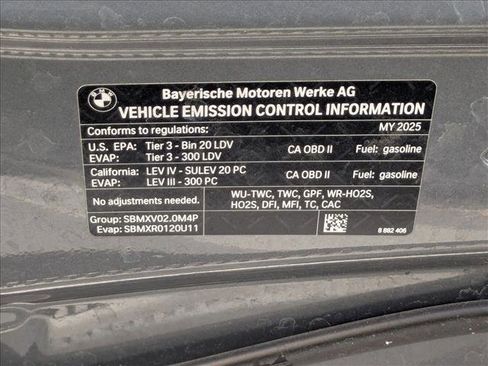 BMW
Bayerische Motoren Werke AG
VEHICLE EMISSION CONTROL INFORMATION
Conforms to regulations: MY 2025
U.S. EPA: Tier 3 - Bin 20 LDV CA OBD II Fuel: gasoline
EVAP: Tier 3 - 300 LDV
California: LEV IV - SULEV 20 PC CA OBD II Fuel: gasoline
EVAP: LEV III - 300 PC
No adjustments needed. WU-TWC, TWC, GPF, WR-HO2S,
HO2S, DFI, MFI, TC, CAC
Group: SBMXV02.0M4P
Evap: SBMXR0120U11
8 882 406